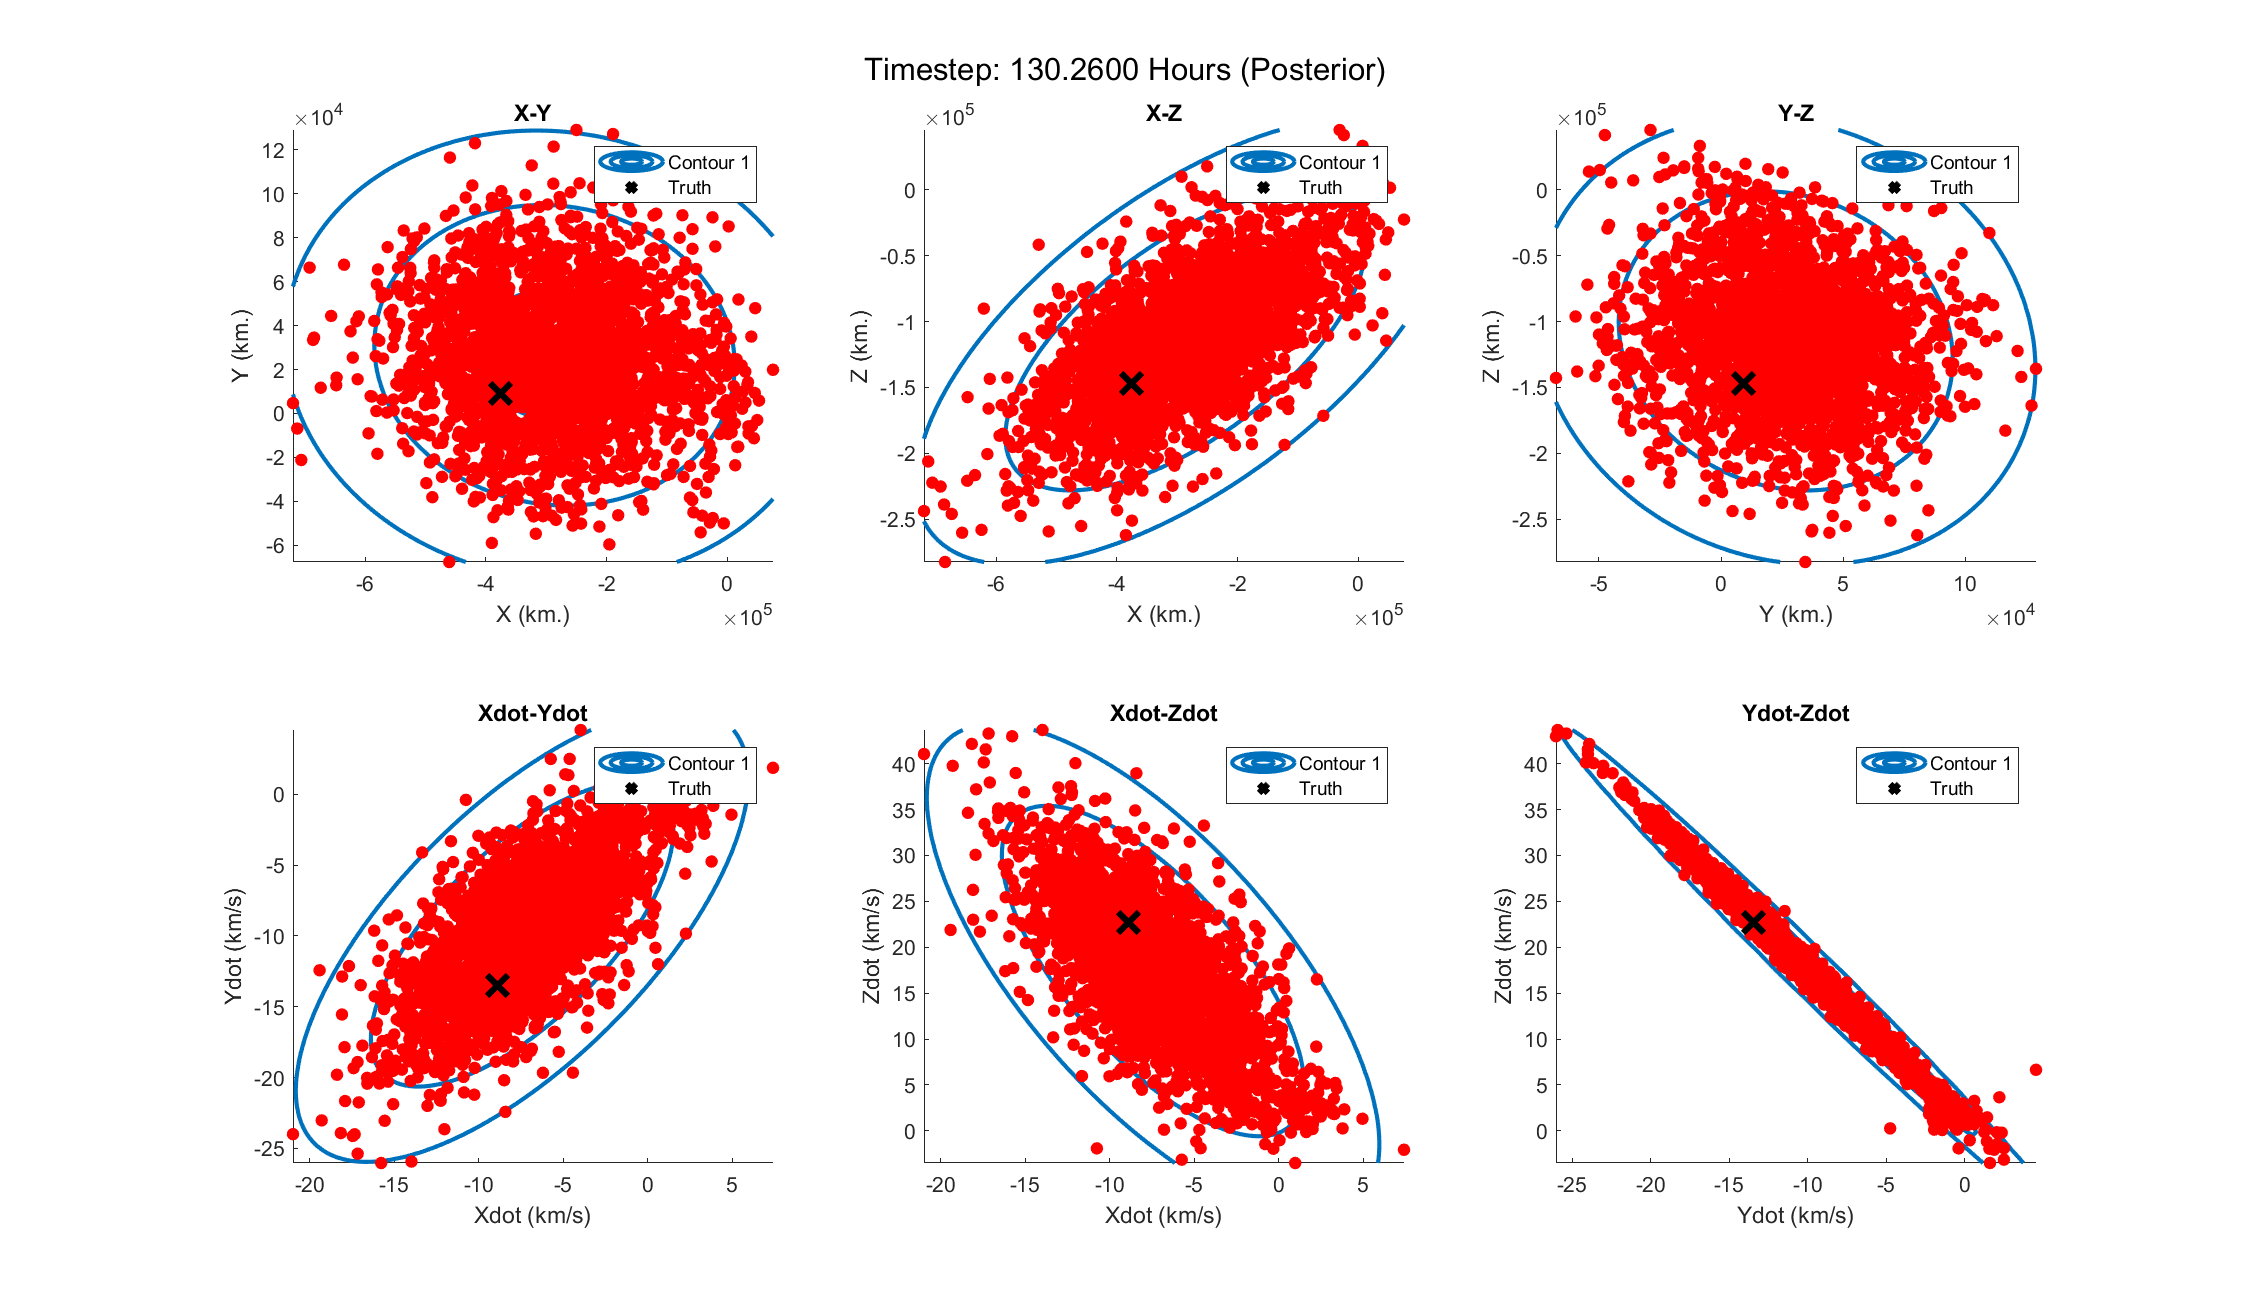 Timestep: 130.2600 Hours (Posterior)
X-Y
×10^4
12
10
8
6
4
2
0
-2
-4
-6
Y (km.)
-6 -4 -2 0
X (km.)
×10^5
Contour 1
Truth
X-Z
×10^5
0
-0.5
-1
-1.5
-2
-2.5
Z (km.)
-6 -4 -2 0
X (km.)
×10^5
Contour 1
Truth
Y-Z
×10^5
0
-0.5
-1
-1.5
-2
-2.5
Z (km.)
-5 0 5 10
Y (km.)
×10^4
Contour 1
Truth
Xdot-Ydot
0
-5
-10
-15
-20
-25
Ydot (km/s)
-20 -15 -10 -5 0 5
Xdot (km/s)
Contour 1
Truth
Xdot-Zdot
40
35
30
25
20
15
10
5
0
Zdot (km/s)
-20 -15 -10 -5 0 5
Xdot (km/s)
Contour 1
Truth
Ydot-Zdot
40
35
30
25
20
15
10
5
0
Zdot (km/s)
-25 -20 -15 -10 -5 0
Ydot (km/s)
Contour 1
Truth